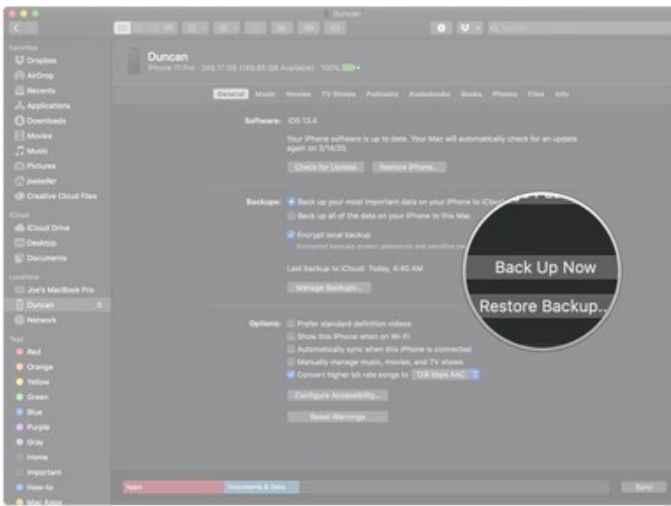 Duncan
Search
Favorites
Dropbox
AirDrop
Recents
Applications
Downloads
Movies
Music
Pictures
joekeller
Creative Cloud Files
iCloud
iCloud Drive
Desktop
Documents
Locations
Joe's MacBook Pro
Duncan
Network
Tags
Red
Orange
Yellow
Green
Blue
Purple
Gray
Home
Important
How-to
Mac Apps
Duncan
iPhone 11 Pro · 249.17 GB (189.85 GB Available) · 100%
General Music Movies TV Shows Podcasts Audiobooks Books Photos Files Info
Software: iOS 13.4
Your iPhone software is up to date. Your Mac will automatically check for an update
again on 3/14/20.
Check for Update Restore iPhone...
Backups: Back up your most important data on your iPhone to iCloud
Back up all of the data on your iPhone to this Mac
Encrypt local backup
Encrypted backups protect passwords and sensitive
Last backup to iCloud: Today, 4:40 AM
Manage Backups...
Back Up Now
Restore Backup..
Options: Prefer standard definition videos
Show this iPhone when on Wi-Fi
Automatically sync when this iPhone is connected
Manually manage music, movies, and TV shows
Convert higher bit rate songs to 128 kbps AAC
Configure Accessibility...
Reset Warnings
Apps Documents & Data
Sync